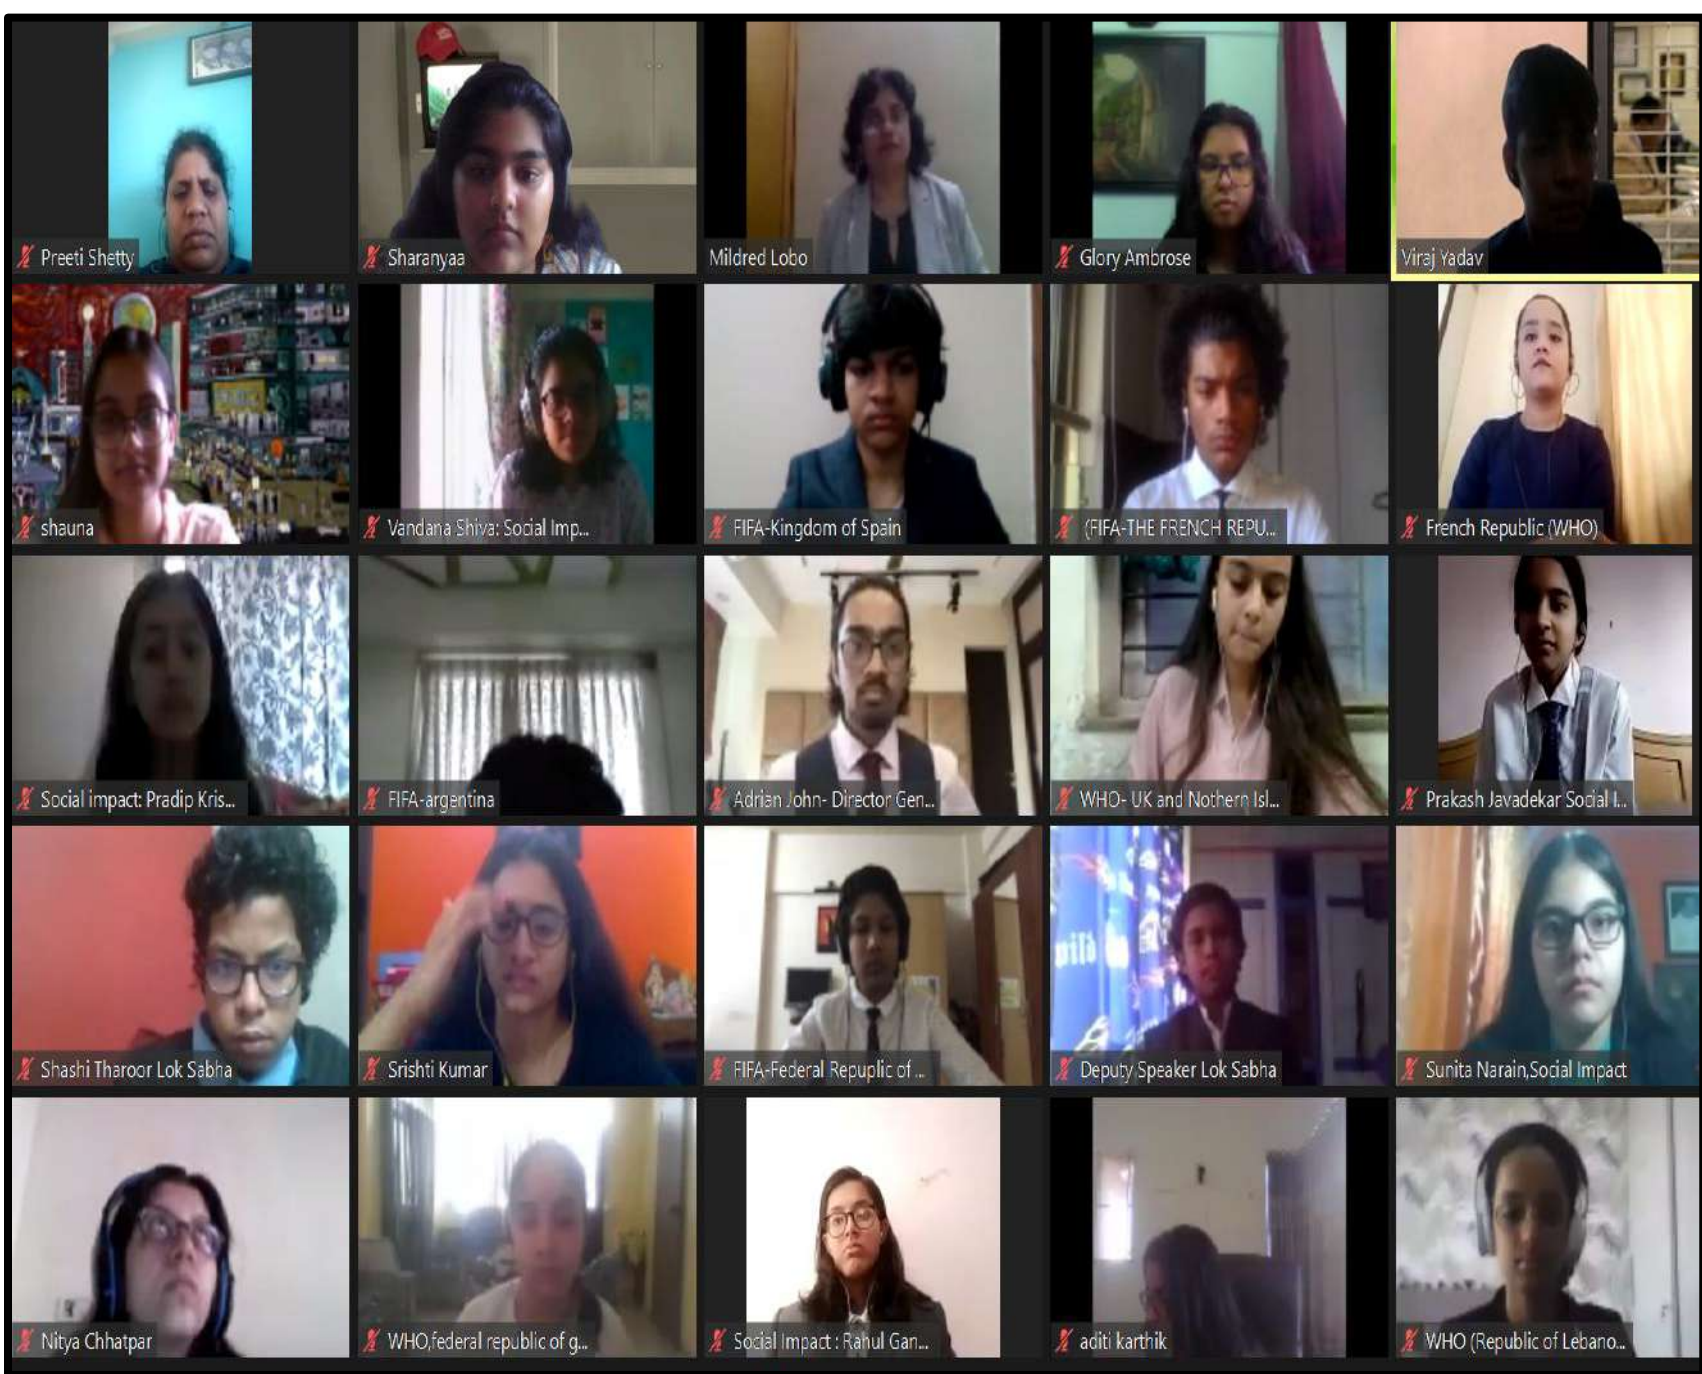 Preeti Shetty
Sharanyaa
Mildred Lobo
Glory Ambrose
Viraj Yadav
shauna
Vandana Shiva: Social Imp...
FIFA-Kingdom of Spain
(FIFA-THE FRENCH REPU...
French Republic (WHO)
Social impact: Pradip Kris...
FIFA-argentina
Adrian John- Director Gen...
WHO- UK and Nothern Isl...
Prakash Javadekar Social I...
Shashi Tharoor Lok Sabha
Srishti Kumar
FIFA-Federal Repuplic of ...
Deputy Speaker Lok Sabha
Sunita Narain,Social Impact
Nitya Chhatpar
WHO,federal republic of g...
Social Impact : Rahul Gan...
aditi karthik
WHO (Republic of Lebano...